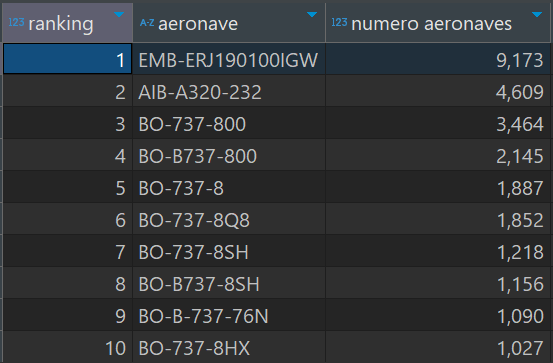 123 ranking A-Z aeronave 123 numero aeronaves
1 EMB-ERJ190100IGW 9,173
2 AIB-A320-232 4,609
3 BO-737-800 3,464
4 BO-B737-800 2,145
5 BO-737-8 1,887
6 BO-737-8Q8 1,852
7 BO-737-8SH 1,218
8 BO-B737-8SH 1,156
9 BO-B-737-76N 1,090
10 BO-737-8HX 1,027